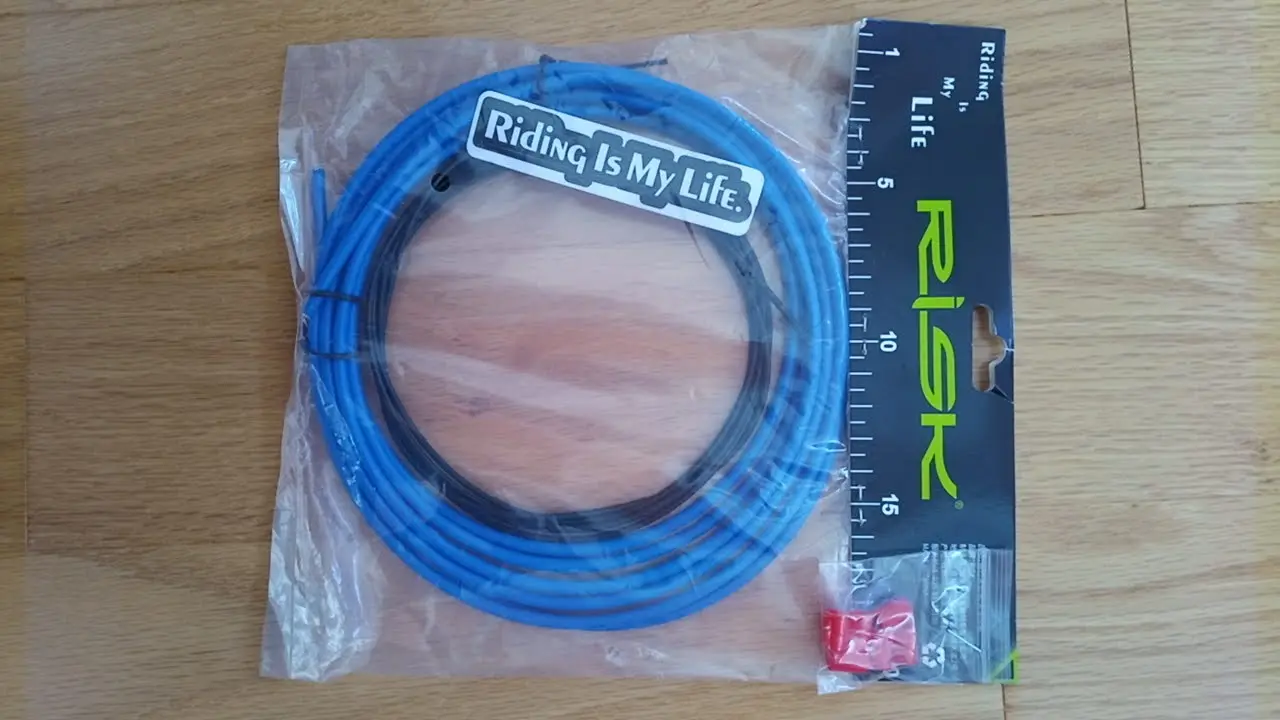 Riding Is My Life.
Riding
Is
My
Life
RISK®
1
5
10
15